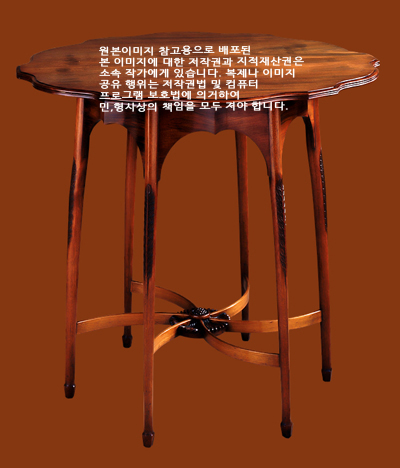 원본이미지 참고용으로 배포된
본 이미지에 대한 저작권과 지적재산권은
소속 작가에게 있습니다. 복제나 이미지
공유 행위는 저작권법 및 컴퓨터
프로그램 보호법에 의거하여
민,형사상의 책임을 모두 져야 합니다.